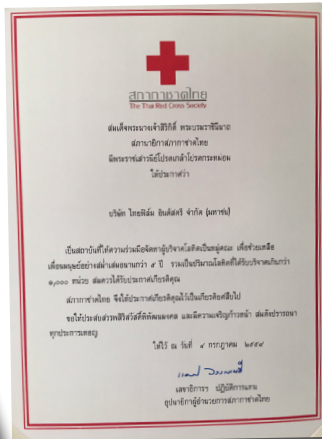 สภากาชาดไทย
The Thai Red Cross Society
สมเด็จพระนางเจ้าสิริกิติ์ พระบรมราชินีนาถ
สภานายิกาสภากาชาดไทย
มีพระราชเสาวนีย์โปรดเกล้าโปรดกระหม่อม
ให้ประกาศว่า
บริษัท ไทยฟิล์ม อินดัสตรี่ จำกัด (มหาชน)
เป็นสถาบันที่ให้ความร่วมมือจัดหาผู้บริจาคโลหิตเป็นหมู่คณะ เพื่อช่วยเหลือ
เพื่อนมนุษย์อย่างสม่ำเสมอนานกว่า ๙ ปี รวมเป็นปริมาณโลหิตที่ได้รับบริจาคเกินกว่า
๑,๐๐๐ หน่วย สมควรได้รับประกาศเกียรติคุณ
สภากาชาดไทย จึงให้ประกาศเกียรติคุณไว้เป็นเกียรติยศสืบไป
ขอให้ประสบสรรพสิริสวัสดิ์พิพัฒนมงคล และมีความเจริญก้าวหน้า สมดังปรารถนา
ทุกประการเทอญ
ให้ไว้ ณ วันที่ ๔ กรกฎาคม ๒๕๕๔
เลขาธิการฯ ปฏิบัติการแทน
อุปนายิกาผู้อำนวยการสภากาชาดไทย